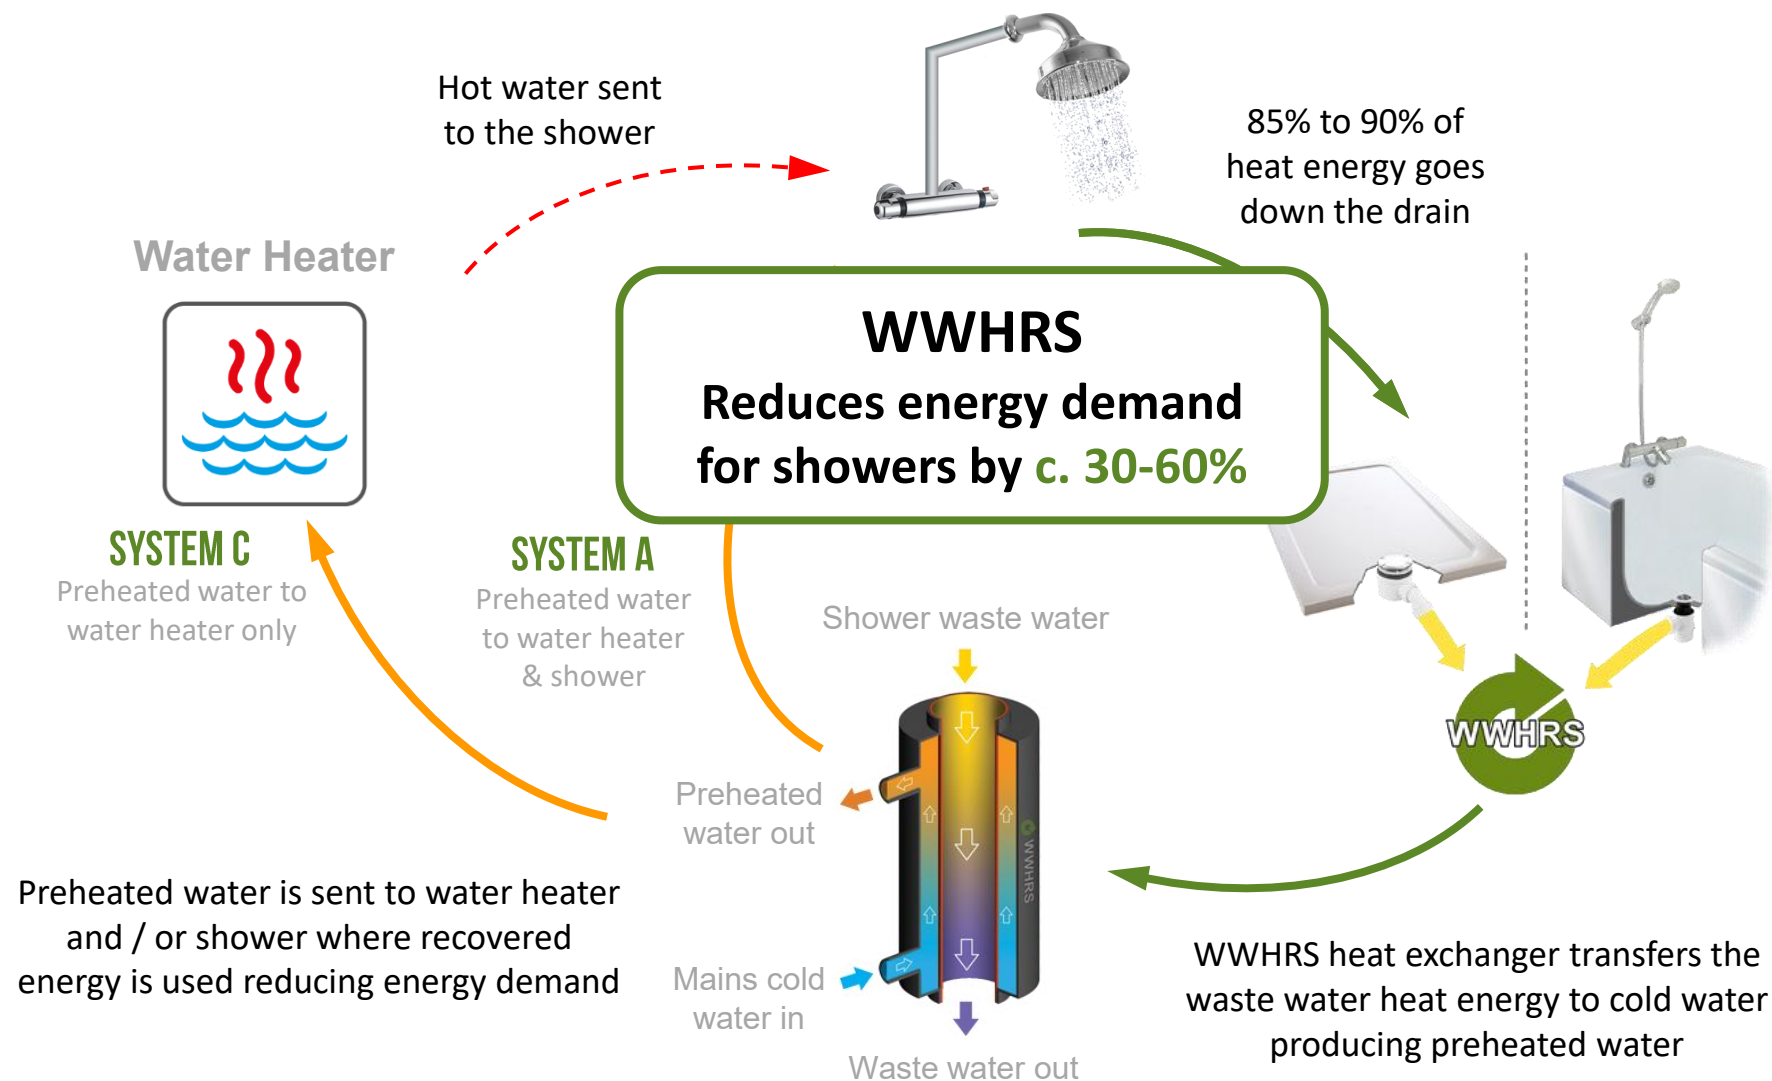 Hot water sent
to the shower
85% to 90% of
heat energy goes
down the drain
Water Heater
WWHRS
Reduces energy demand
for showers by c. 30-60%
SYSTEM C
Preheated water to
water heater only
SYSTEM A
Preheated water
to water heater
& shower
Shower waste water
WWHRS
Preheated
water out
WWHRS
Preheated water is sent to water heater
and / or shower where recovered
energy is used reducing energy demand
Mains cold
water in
Waste water out
WWHRS heat exchanger transfers the
waste water heat energy to cold water
producing preheated water